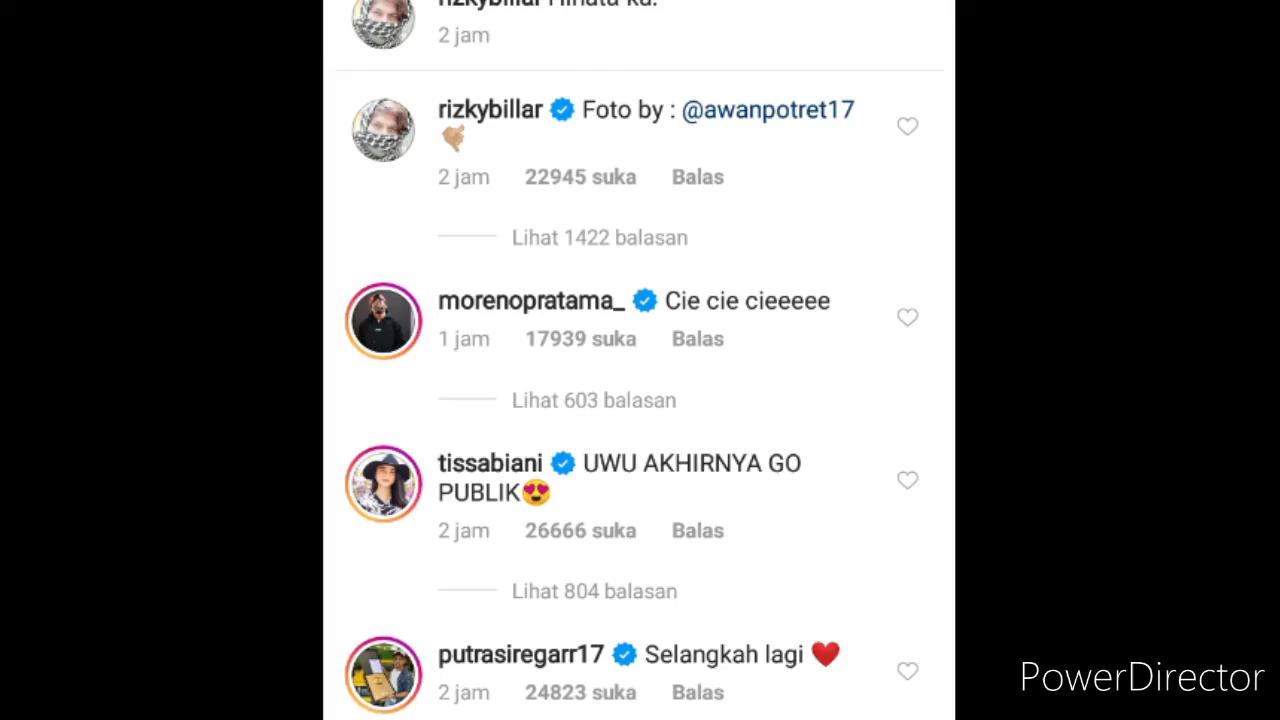 rizkybillar
2 jam
rizkybillar Foto by : @awanpotret17
🤙🏼
2 jam 22945 suka Balas
Lihat 1422 balasan
morenopratama_ Cie cie cieeeee
1 jam 17939 suka Balas
Lihat 603 balasan
tissabiani UWU AKHIRNYA GO
PUBLIK😍
2 jam 26666 suka Balas
Lihat 804 balasan
putrasiregarr17 Selangkah lagi ❤️
2 jam 24823 suka Balas
PowerDirector